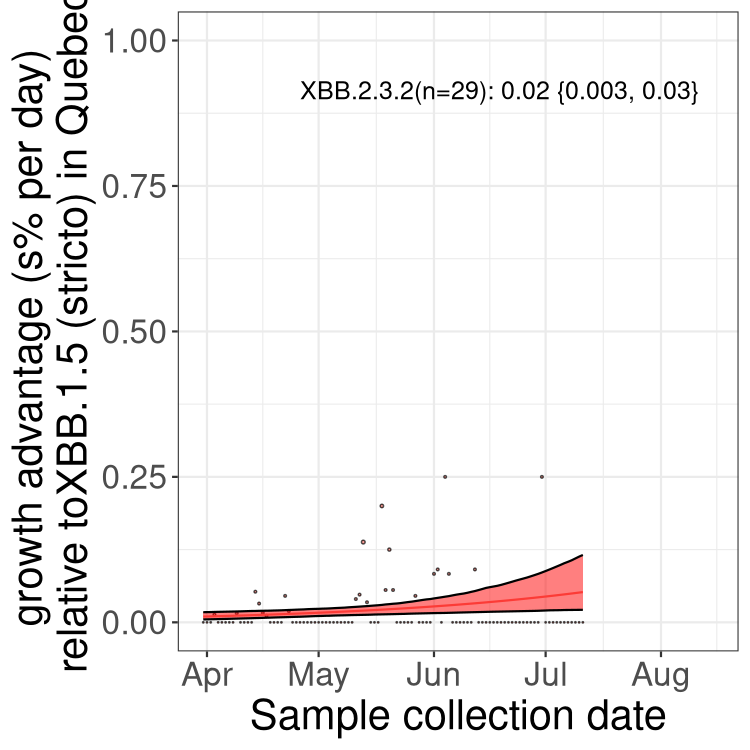 growth advantage (s% per day)
relative toXBB.1.5 (stricto) in Quebec
1.00
0.75
0.50
0.25
0.00
XBB.2.3.2(n=29): 0.02 {0.003, 0.03}
Apr May Jun Jul Aug
Sample collection date